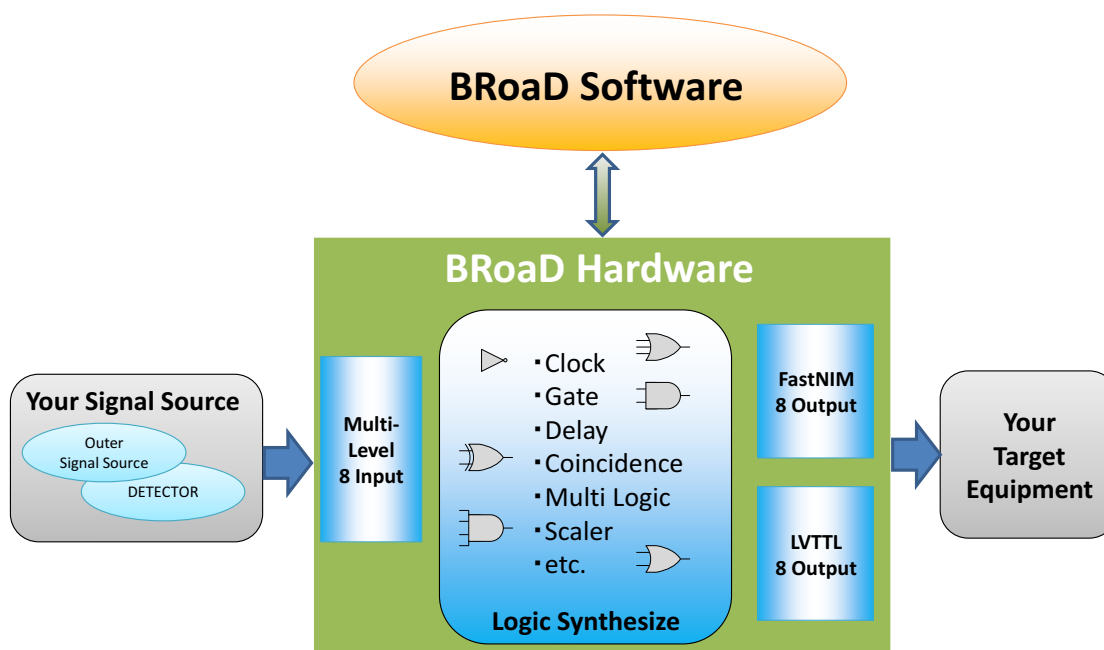 BRoaD Software
BRoaD Hardware
Your Signal Source
Outer
Signal Source
DETECTOR
Multi-
Level
8 Input
・Clock
・Gate
・Delay
・Coincidence
・Multi Logic
・Scaler
・etc.
Logic Synthesize
FastNIM
8 Output
LVTTL
8 Output
Your
Target
Equipment